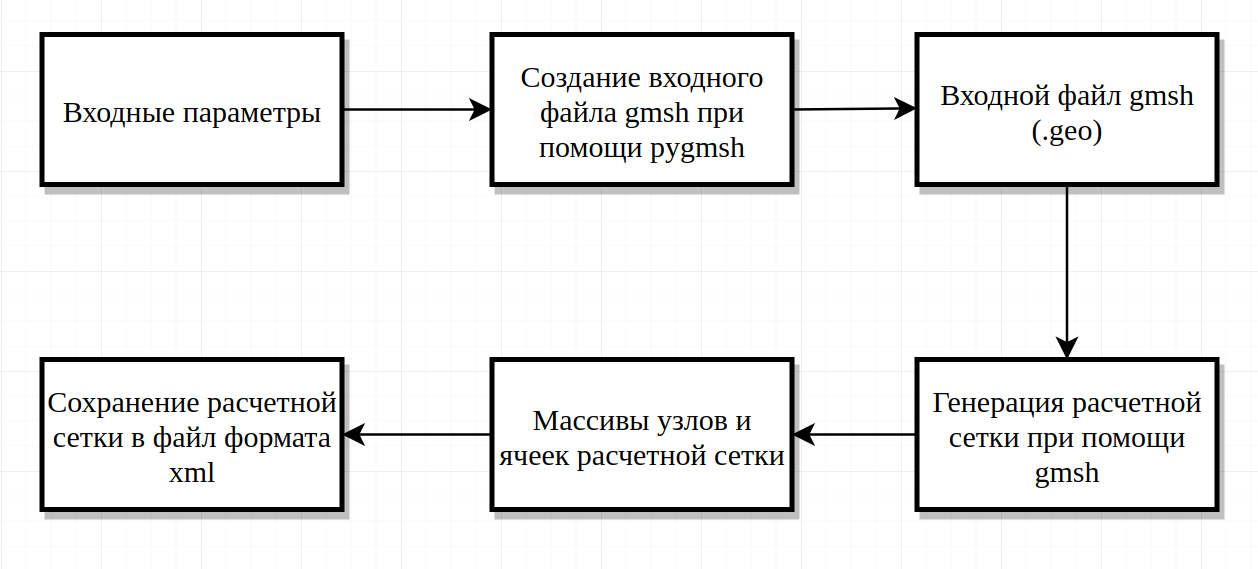 Входные параметры
Создание входного
файла gmsh при
помощи pygmsh
Входной файл gmsh
(.geo)
Генерация расчетной
сетки при помощи
gmsh
Массивы узлов и
ячеек расчетной сетки
Сохранение расчетной
сетки в файл формата
xml